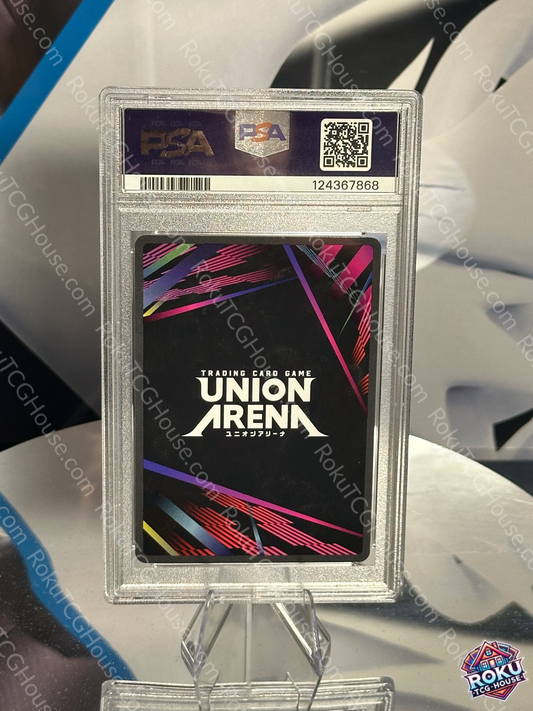 PSA
PSA
124367868
TRADING CARD GAME
UNION
ARENA
ユニオンアリーナ
RokuTCGHouse.com
ROKU
TCG·HOUSE